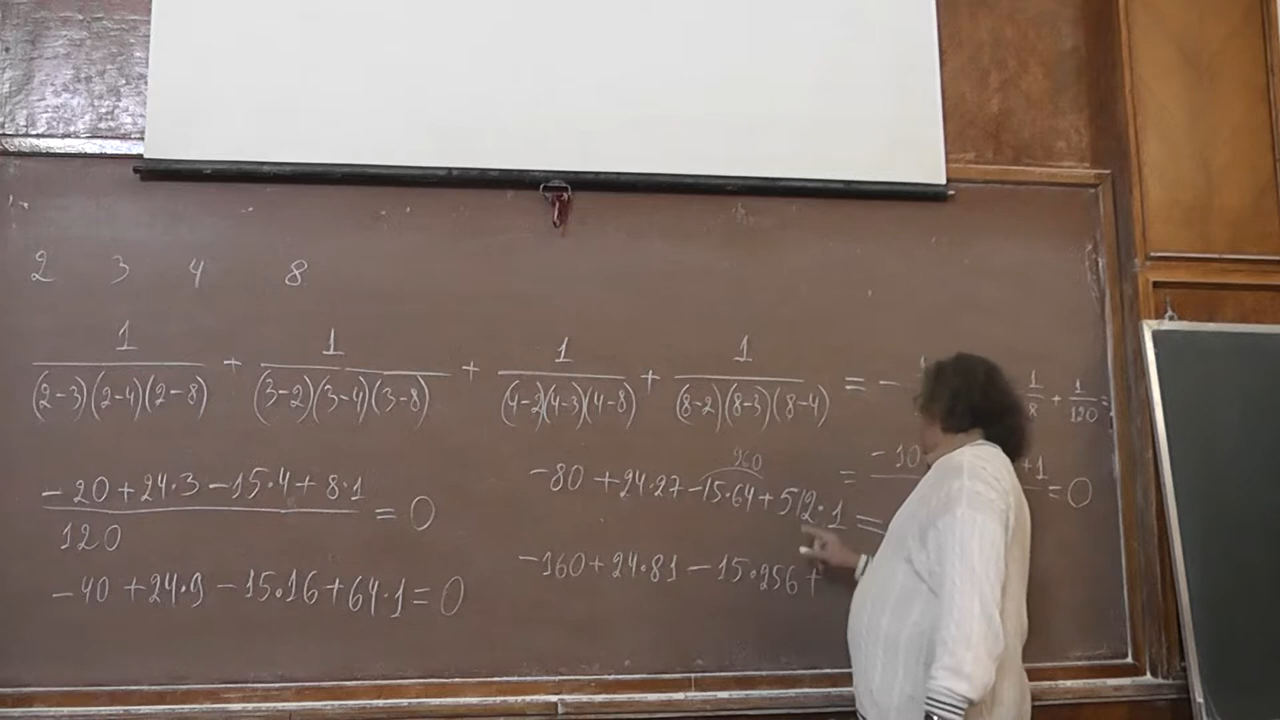 2 3 4 8
1/((2-3)(2-4)(2-8)) + 1/((3-2)(3-4)(3-8)) + 1/((4-2)(4-3)(4-8)) + 1/((8-2)(8-3)(8-4)) = - 1/8 + 1/120 =
= (-10 +1)/ = 0
(-20+24·3-15·4+8·1)/120 = 0
-40+24·9-15·16+64·1=0
960
-80+24·27-15·64+512·1=
-160+24·81-15·256+